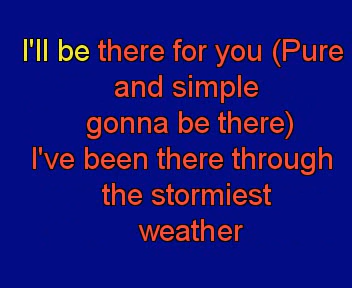 I'll be there for you (Pure
and simple
gonna be there)
I've been there through
the stormiest
weather